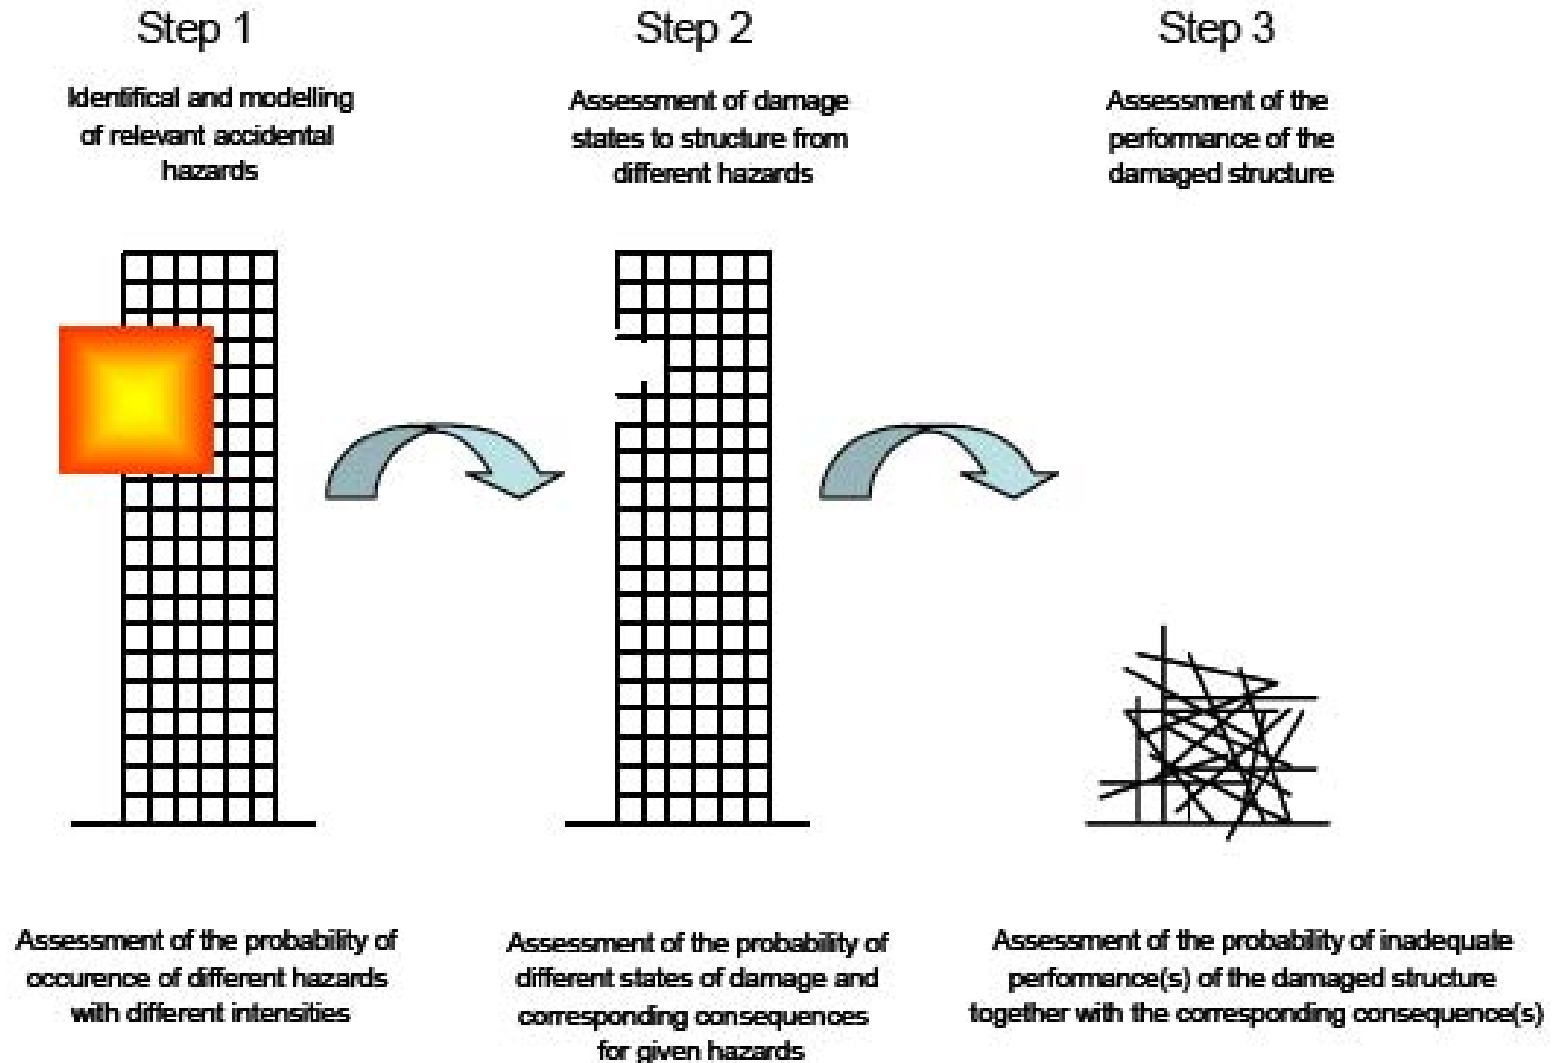 Step 1
Identifical and modelling
of relevant accidental
hazards
Step 2
Assessment of damage
states to structure from
different hazards
Step 3
Assessment of the
performance of the
damaged structure
Assessment of the probability of
occurence of different hazards
with different intensities
Assessment of the probability of
different states of damage and
corresponding consequences
for given hazards
Assessment of the probability of inadequate
performance(s) of the damaged structure
together with the corresponding consequence(s)